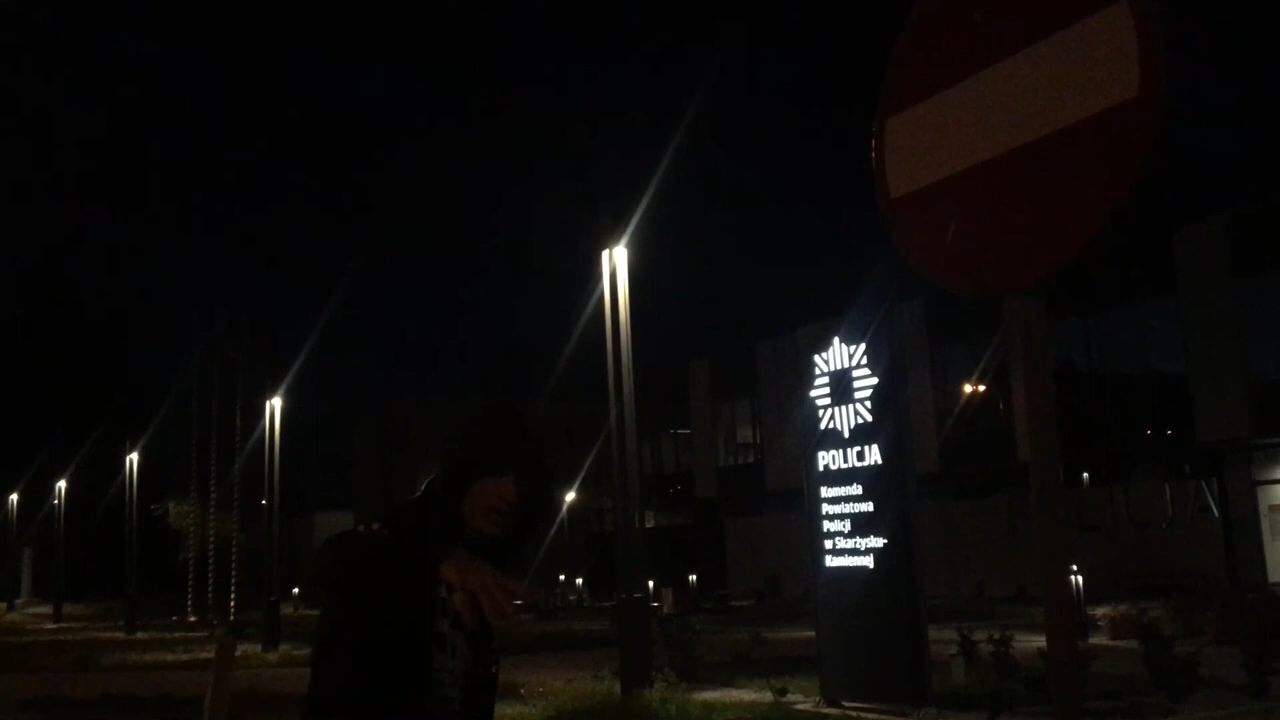 POLICJA
Komenda
Powiatowa
Policji
w Skarżysku-
Kamiennej